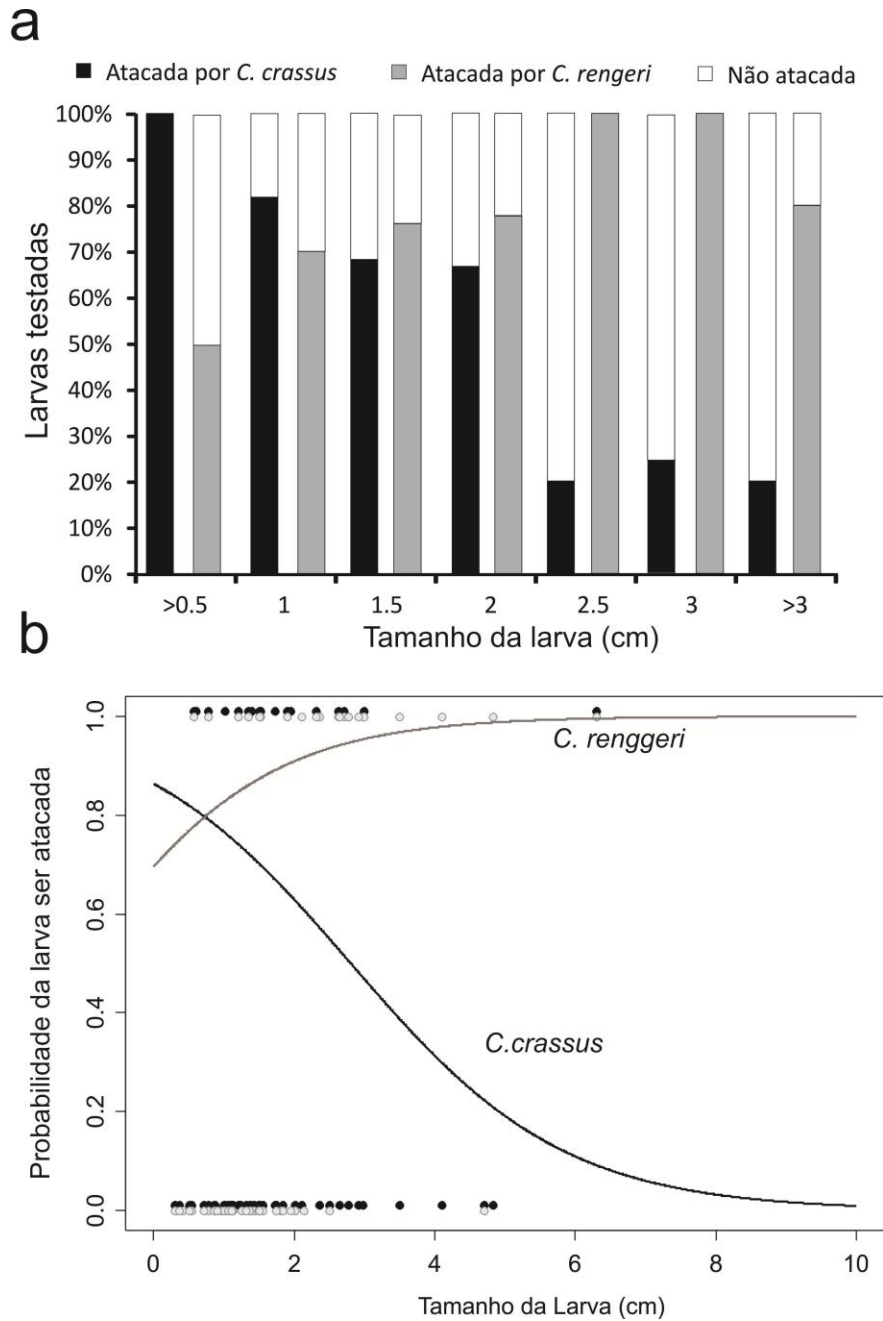 a
Atacada por C. crassus Atacada por C. rengeri Não atacada
Larvas testadas
100%
90%
80%
70%
60%
50%
40%
30%
20%
10%
0%
>0.5 1 1.5 2 2.5 3 >3
Tamanho da larva (cm)
b
Probabilidade da larva ser atacada
1.0
0.8
0.6
0.4
0.2
0.0
C. renggeri
C.crassus
0 2 4 6 8 10
Tamanho da Larva (cm)